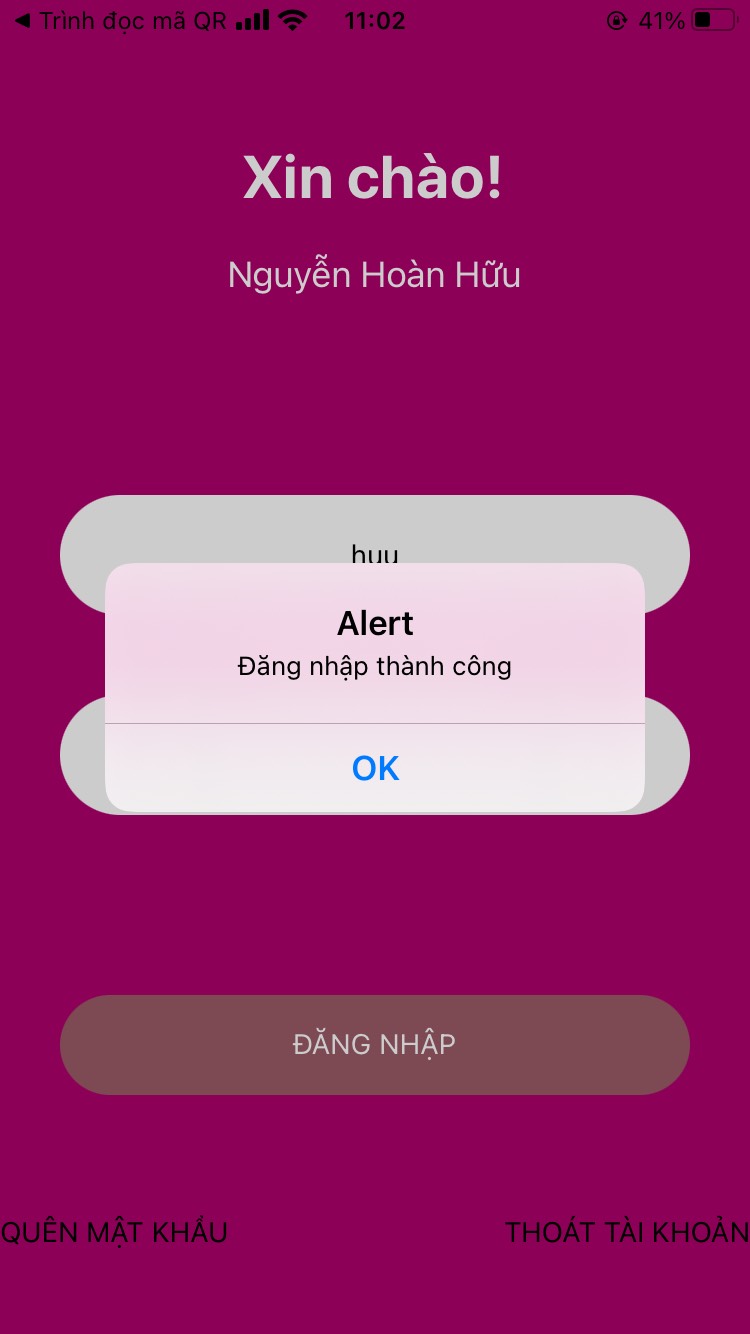 ◀ Trình đọc mã QR 11:02 41%
Xin chào!
Nguyễn Hoàn Hữu
huu
Alert
Đăng nhập thành công
OK
ĐĂNG NHẬP
QUÊN MẬT KHẨU THOÁT TÀI KHOẢN